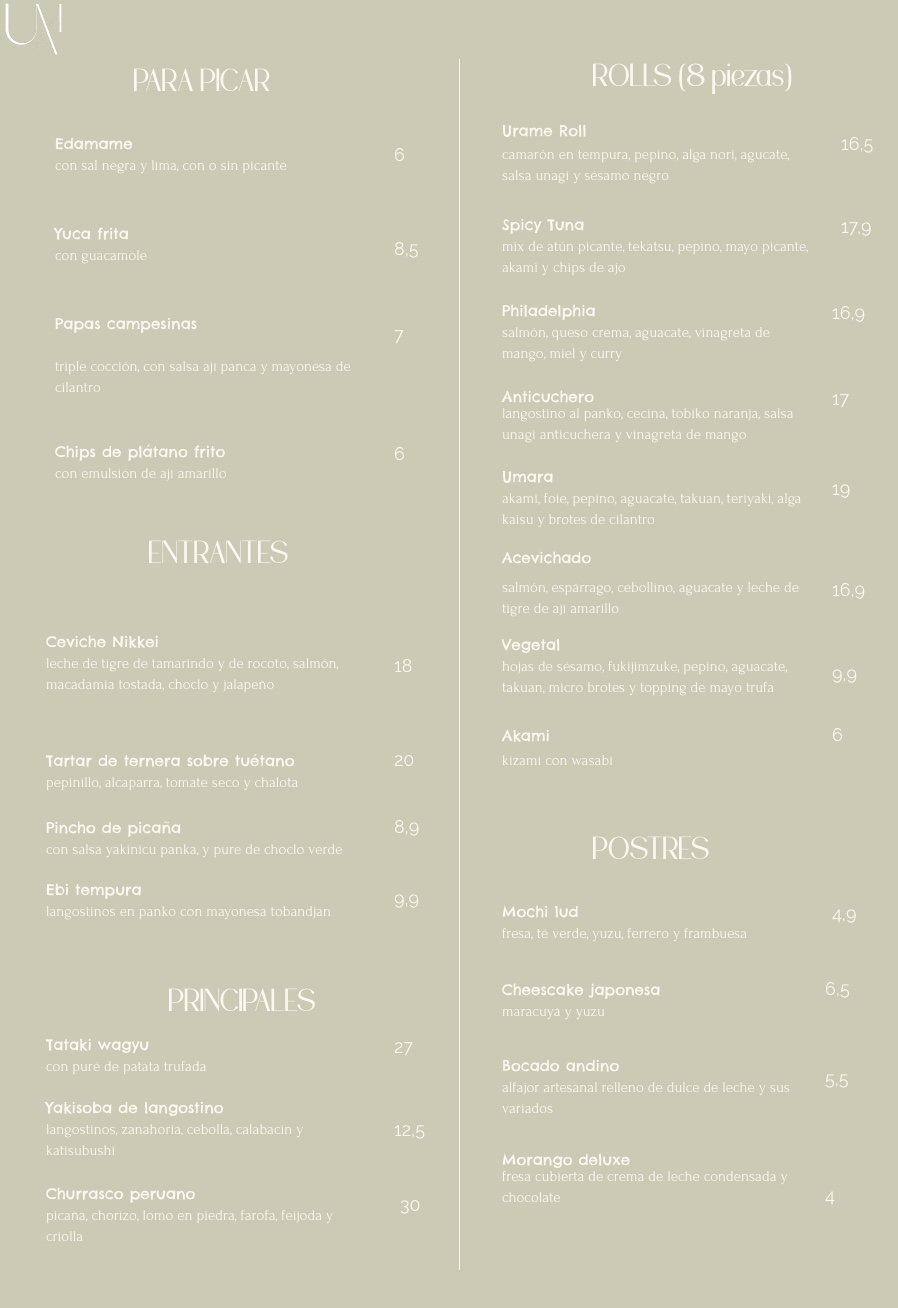 PARA PICAR
Edamame
con sal negra y lima, con o sin picante
6
Yuca frita
con guacamole
8,5
Papas campesinas
7
triple cocción, con salsa aji panca y mayonesa de
cilantro
Chips de plátano frito
6
con emulsión de aji amarillo
ENTRANTES
Ceviche Nikkei
leche de tigre de tamarindo y de rocoto, salmón,
macadamia tostada, choclo y jalapeño
18
Tartar de ternera sobre tuétano
20
pepinillo, alcaparra, tomate seco y chalota
Pincho de picaña
8,9
con salsa yakinicu panka, y pure de choclo verde
Ebi tempura
langostinos en panko con mayonesa tobandjan
9,9
PRINCIPALES
Tataki wagyu
27
con puré de patata trufada
Yakisoba de langostino
langostinos, zanahoria, cebolla, calabacin y
katisubushi
12,5
Churrasco peruano
30
picaña, chorizo, lomo en piedra, farofa, feijoda y
criolla
ROLLS (8 piezas)
Urame Roll
16,5
camarón en tempura, pepino, alga nori, agucate,
salsa unagi y sésamo negro
Spicy Tuna
17,9
mix de atún picante, tekatsu, pepino, mayo picante,
akami y chips de ajo
Philadelphia
16,9
salmón, queso crema, aguacate, vinagreta de
mango, miel y curry
Anticuchero
17
langostino al panko, cecina, tobiko naranja, salsa
unagi anticuchera y vinagreta de mango
Umara
19
akami, foie, pepino, aguacate, takuan, teriyaki, alga
kaisu y brotes de cilantro
Acevichado
salmón, espárrago, cebollino, aguacate y leche de
tigre de aji amarillo
16,9
Vegetal
hojas de sésamo, fukijimzuke, pepino, aguacate,
takuan, micro brotes y topping de mayo trufa
9,9
Akami
6
kizami con wasabi
POSTRES
Mochi 1ud
4,9
fresa, té verde, yuzu, ferrero y frambuesa
Cheescake japonesa
6,5
maracuyá y yuzu
Bocado andino
5,5
alfajor artesanal relleno de dulce de leche y sus
variados
Morango deluxe
fresa cubierta de crema de leche condensada y
chocolate
4